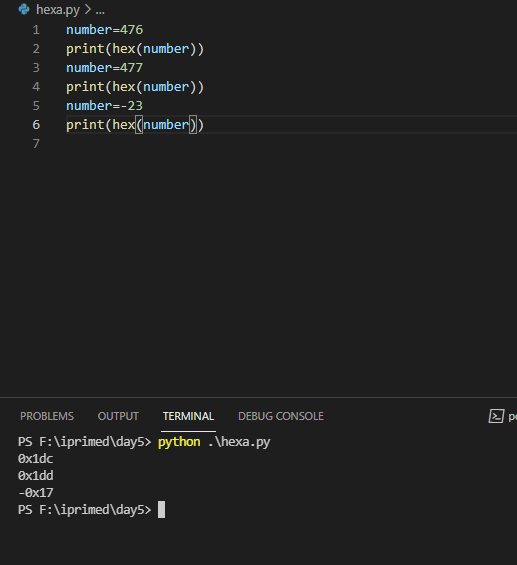 hexa.py > ...
1 number=476
2 print(hex(number))
3 number=477
4 print(hex(number))
5 number=-23
6 print(hex(number))
7
PROBLEMS OUTPUT TERMINAL DEBUG CONSOLE
PS F:\iprimed\day5> python .\hexa.py
0x1dc
0x1dd
-0x17
PS F:\iprimed\day5>